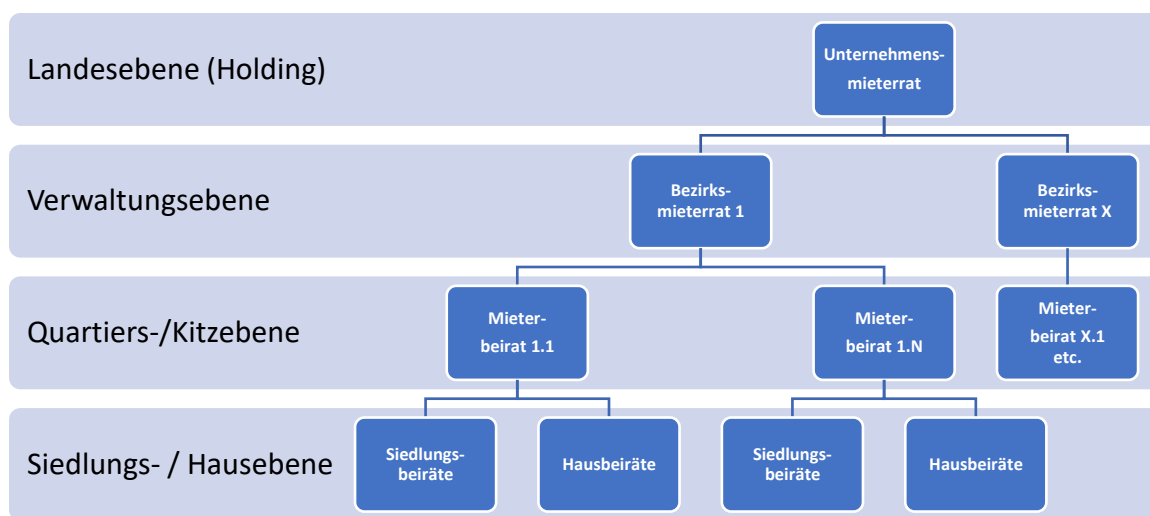 Landesebene (Holding)
Unternehmens-
mieterrat
Verwaltungsebene
Bezirks-
mieterrat 1
Bezirks-
mieterrat X
Quartiers-/Kitzebene
Mieter-
beirat 1.1
Mieter-
beirat 1.N
Mieter-
beirat X.1
etc.
Siedlungs- / Hausebene
Siedlungs-
beiräte
Hausbeiräte
Siedlungs-
beiräte
Hausbeiräte